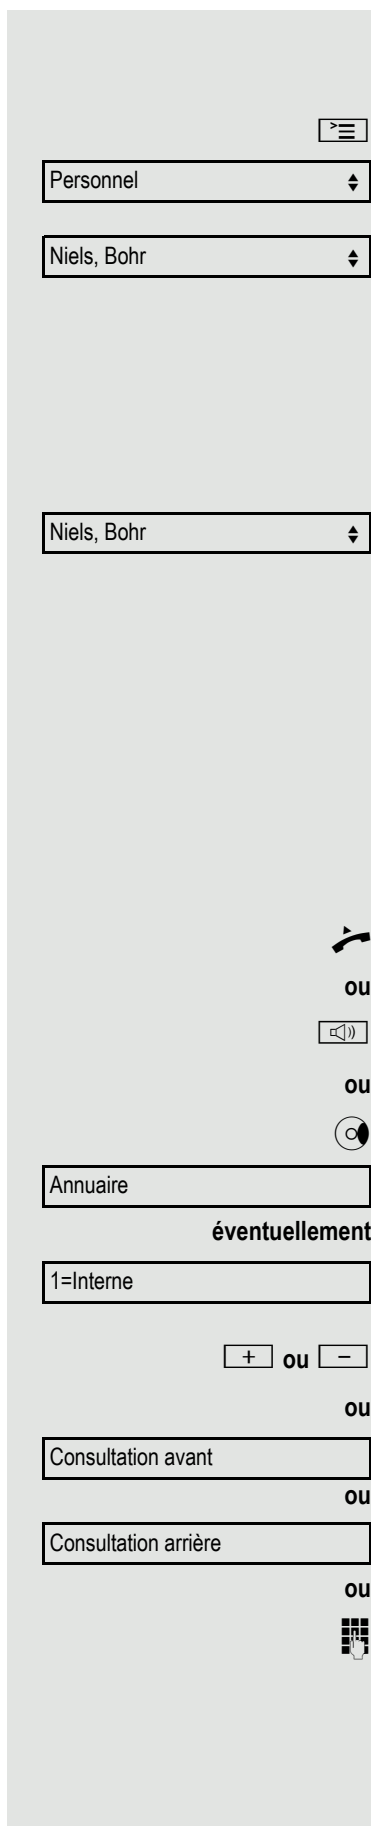 Personnel
Niels, Bohr
Niels, Bohr
ou
ou
Annuaire
éventuellement
1=Interne
+ ou −
ou
Consultation avant
ou
Consultation arrière
ou